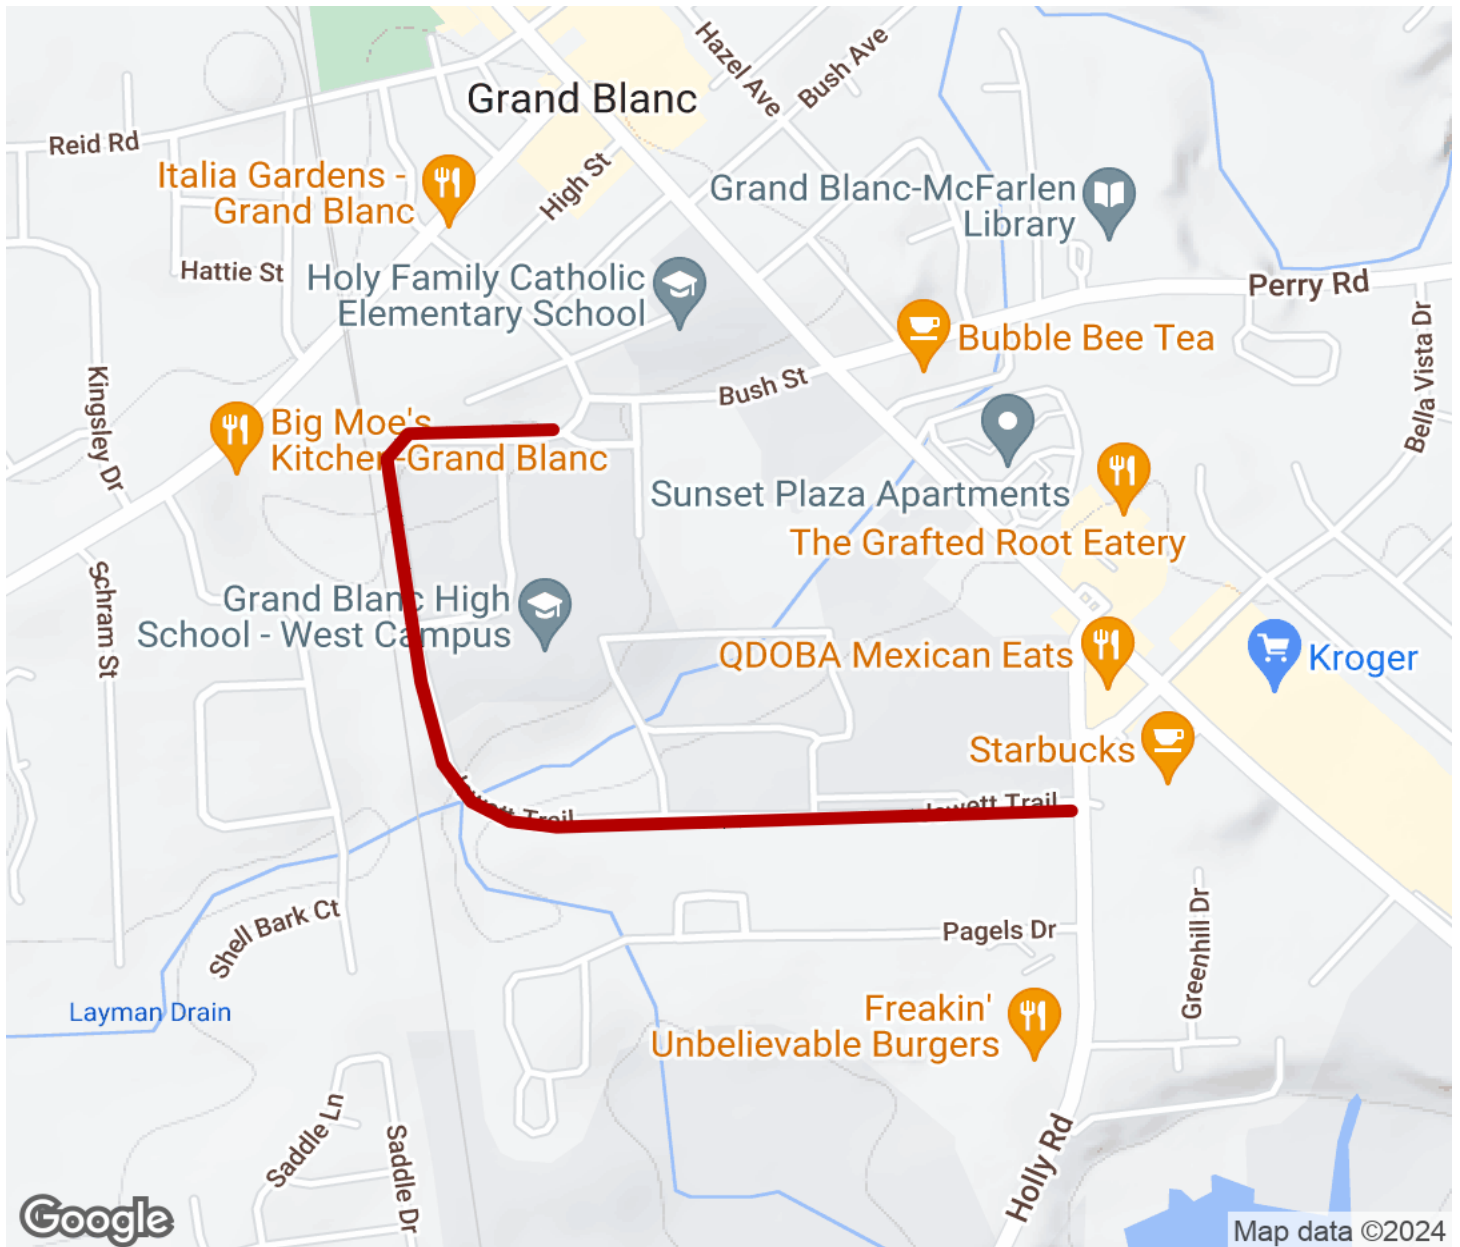 Hazel Ave
Bush Ave
Grand Blanc
Reid Rd
Italia Gardens -
Grand Blanc
High St
Grand Blanc-McFarlen
Library
Hattie St
Holy Family Catholic
Elementary School
Perry Rd
Bubble Bee Tea
Bella Vista Dr
Kingsley Dr
Bush St
Big Moe's
Kitchen-Grand Blanc
Sunset Plaza Apartments
The Grafted Root Eatery
Schram St
Grand Blanc High
School - West Campus
QDOBA Mexican Eats
Kroger
Starbucks
Jewett Trail
Jewett Trail
Shell Bark Ct
Pagels Dr
Greenhill Dr
Layman Drain
Freakin'
Unbelievable Burgers
Saddle Ln
Saddle Dr
Holly Rd
Google
Map data ©2024